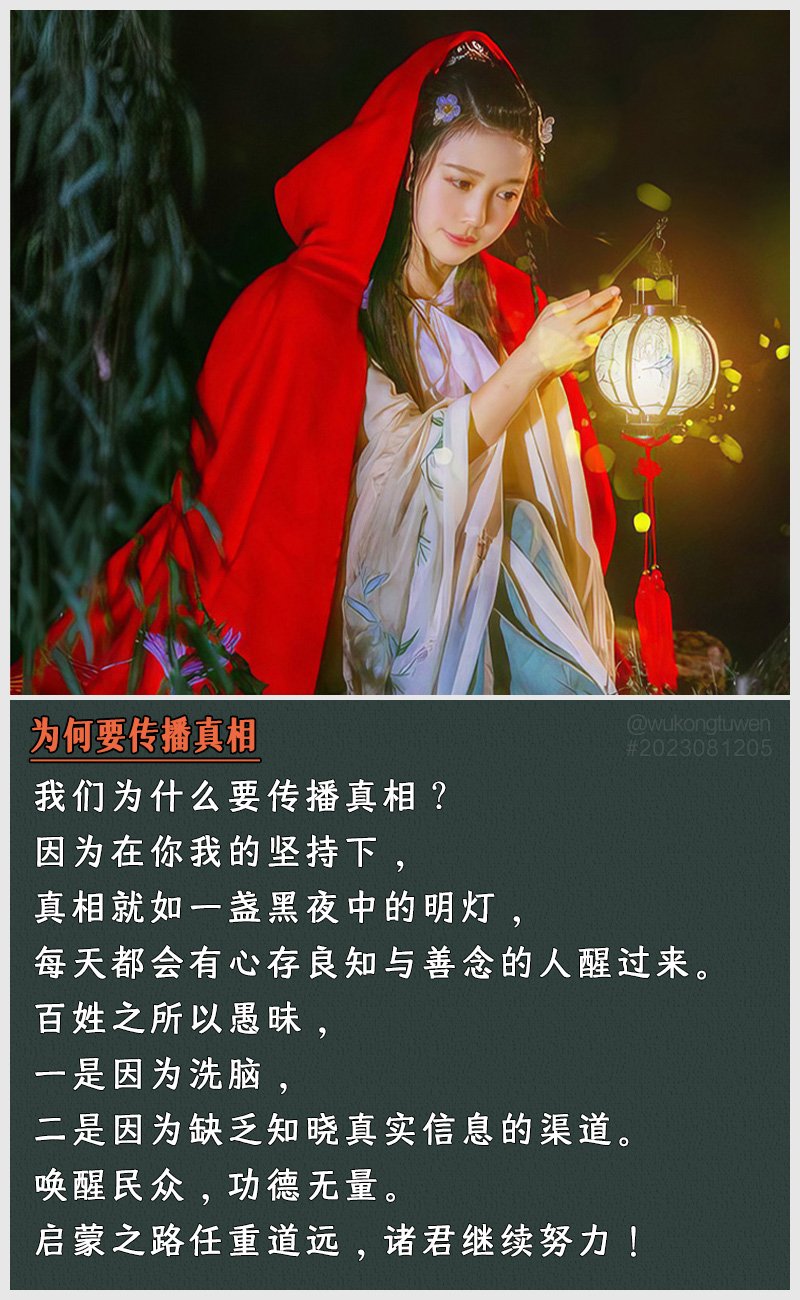 为何要传播真相
@wukongtuwen
#2023081205
我们为什么要传播真相？
因为在你我的坚持下，
真相就如一盏黑夜中的明灯，
每天都会有心存良知与善念的人醒过来。
百姓之所以愚昧，
一是因为洗脑，
二是因为缺乏知晓真实信息的渠道。
唤醒民众，功德无量。
启蒙之路任重道远，诸君继续努力！